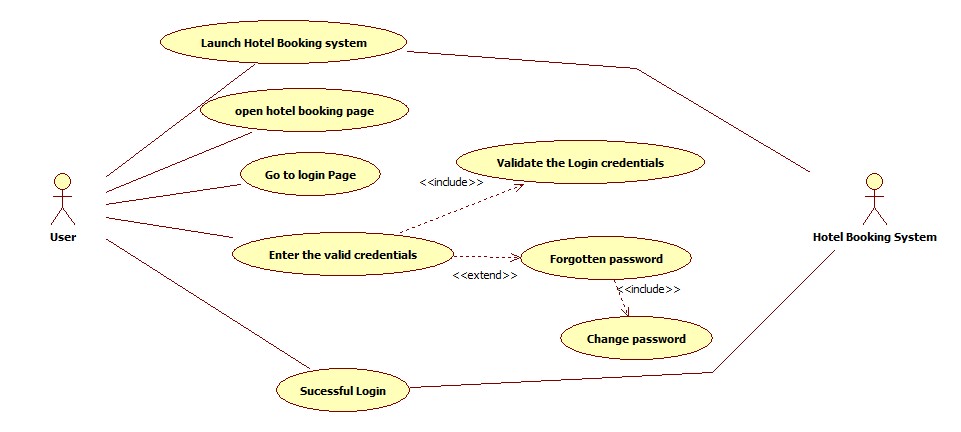 Launch Hotel Booking system
open hotel booking page
Validate the Login credentials
Go to login Page
<<include>>
User
Hotel Booking System
Enter the valid credentials
Forgotten password
<<extend>>
<<include>>
Change password
Sucessful Login